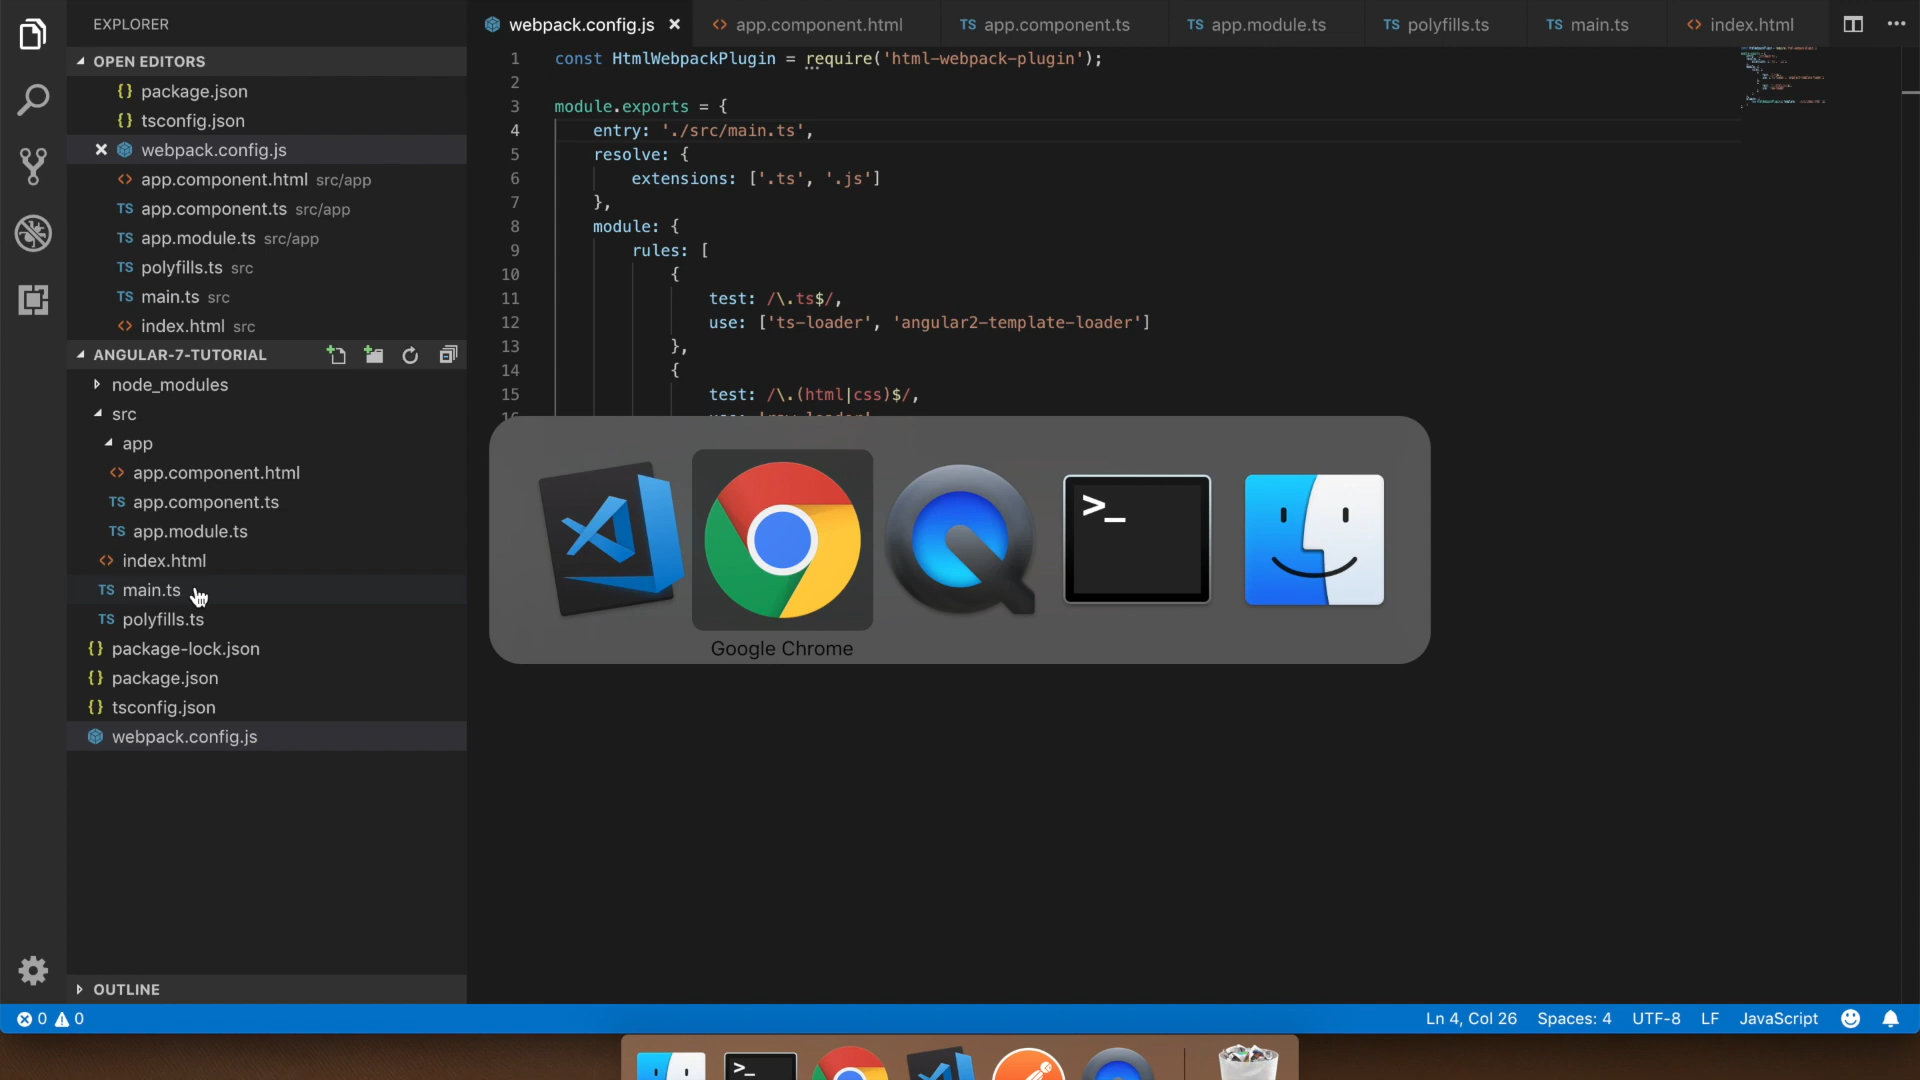 EXPLORER
OPEN EDITORS
{} package.json
{} tsconfig.json
webpack.config.js
<> app.component.html src/app
TS app.component.ts src/app
TS app.module.ts src/app
TS polyfills.ts src
TS main.ts src
<> index.html src
ANGULAR-7-TUTORIAL
node_modules
src
app
<> app.component.html
TS app.component.ts
TS app.module.ts
<> index.html
TS main.ts
TS polyfills.ts
{} package-lock.json
{} package.json
{} tsconfig.json
webpack.config.js
OUTLINE
webpack.config.js <> app.component.html TS app.component.ts TS app.module.ts TS polyfills.ts TS main.ts <> index.html
1 const HtmlWebpackPlugin = require('html-webpack-plugin');
2
3 module.exports = {
4 entry: './src/main.ts',
5 resolve: {
6 extensions: ['.ts', '.js']
7 },
8 module: {
9 rules: [
10 {
11 test: /\.ts$/,
12 use: ['ts-loader', 'angular2-template-loader']
13 },
14 {
15 test: /\.(html|css)$/,
>_
Google Chrome
0 0
Ln 4, Col 26 Spaces: 4 UTF-8 LF JavaScript
>_